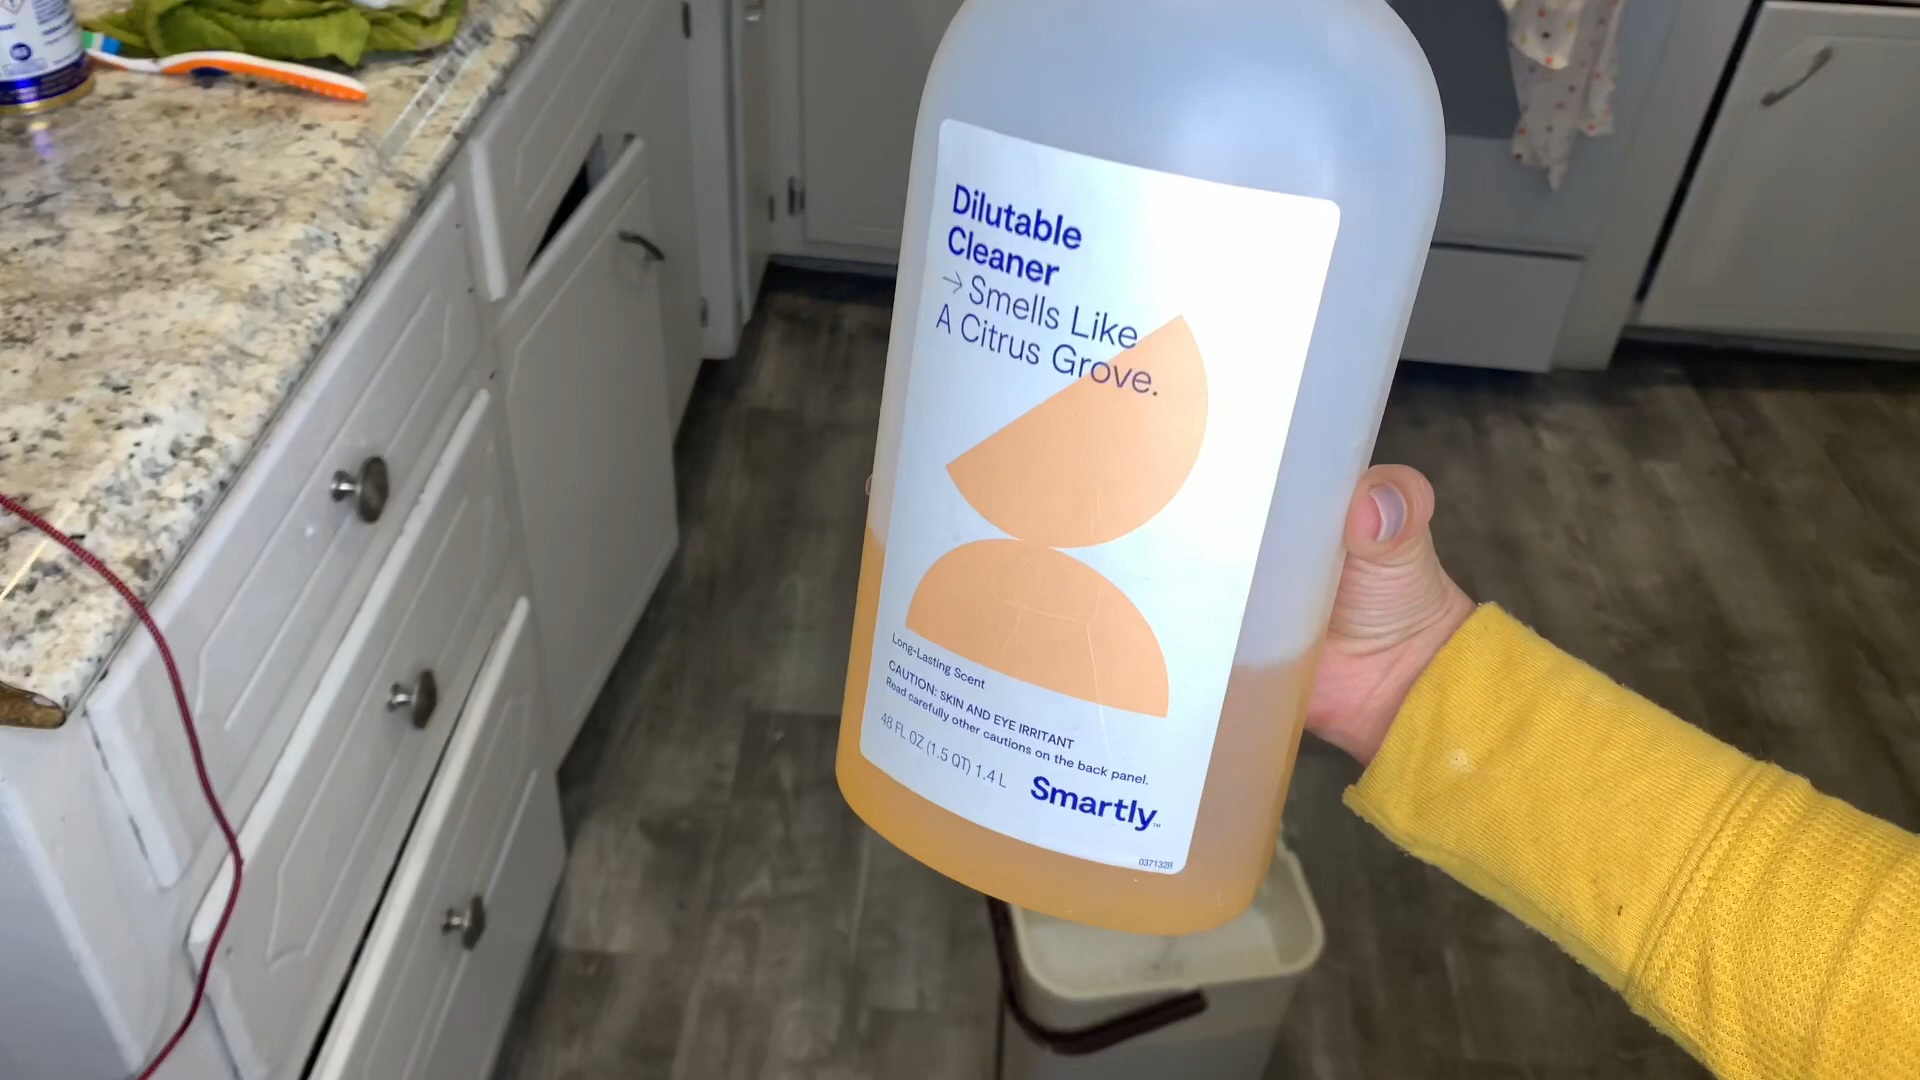 Dilutable
Cleaner
→ Smells Like
A Citrus Grove.
Long-Lasting Scent
CAUTION: SKIN AND EYE IRRITANT
Read carefully other cautions on the back panel.
48 FL OZ (1.5 QT) 1.4 L
Smartly™
037132R